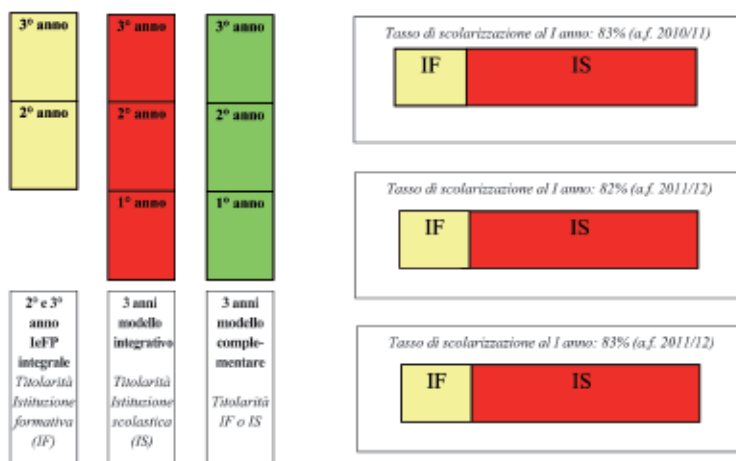 3° anno
2° anno
3° anno
2° anno
1° anno
3° anno
2° anno
1° anno
2° e 3°
anno
IeFP
integrale
Titolarità
Istituzione
formativa
(IF)
3 anni
modello
integrativo
Titolarità
Istituzione
scolastica
(IS)
3 anni
modello
comple-
mentare
Titolarità
IF o IS
Tasso di scolarizzazione al I anno: 83% (a.f. 2010/11)
IF IS
Tasso di scolarizzazione al I anno: 82% (a.f. 2011/12)
IF IS
Tasso di scolarizzazione al I anno: 83% (a.f. 2011/12)
IF IS